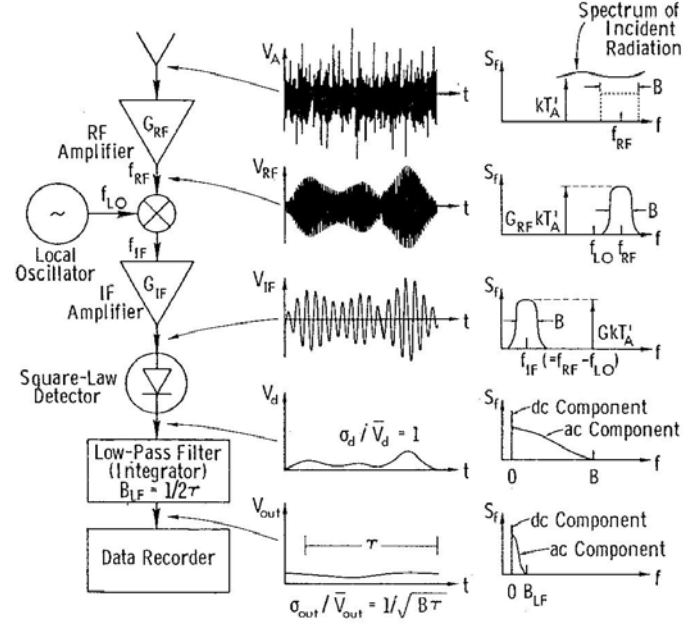 Spectrum of
Incident
Radiation
V_A
t
S_f
kT'_A
B
f_RF
f
G_RF
RF
Amplifier
f_RF
V_RF
t
S_f
G_RF kT'_A
B
f_LO
f_RF
f
f_LO
~
Local
Oscillator
f_IF
G_IF
IF
Amplifier
V_IF
t
S_f
B
GkT'_A
f_IF (=f_RF - f_LO)
f
Square-Law
Detector
V_d
σ_d / V̄_d = 1
t
S_f
dc Component
ac Component
0
B
f
Low-Pass Filter
(Integrator)
B_LF = 1/2τ
V_out
τ
t
S_f
dc Component
ac Component
0
B_LF
f
Data Recorder
σ_out / V̄_out = 1/√Bτ